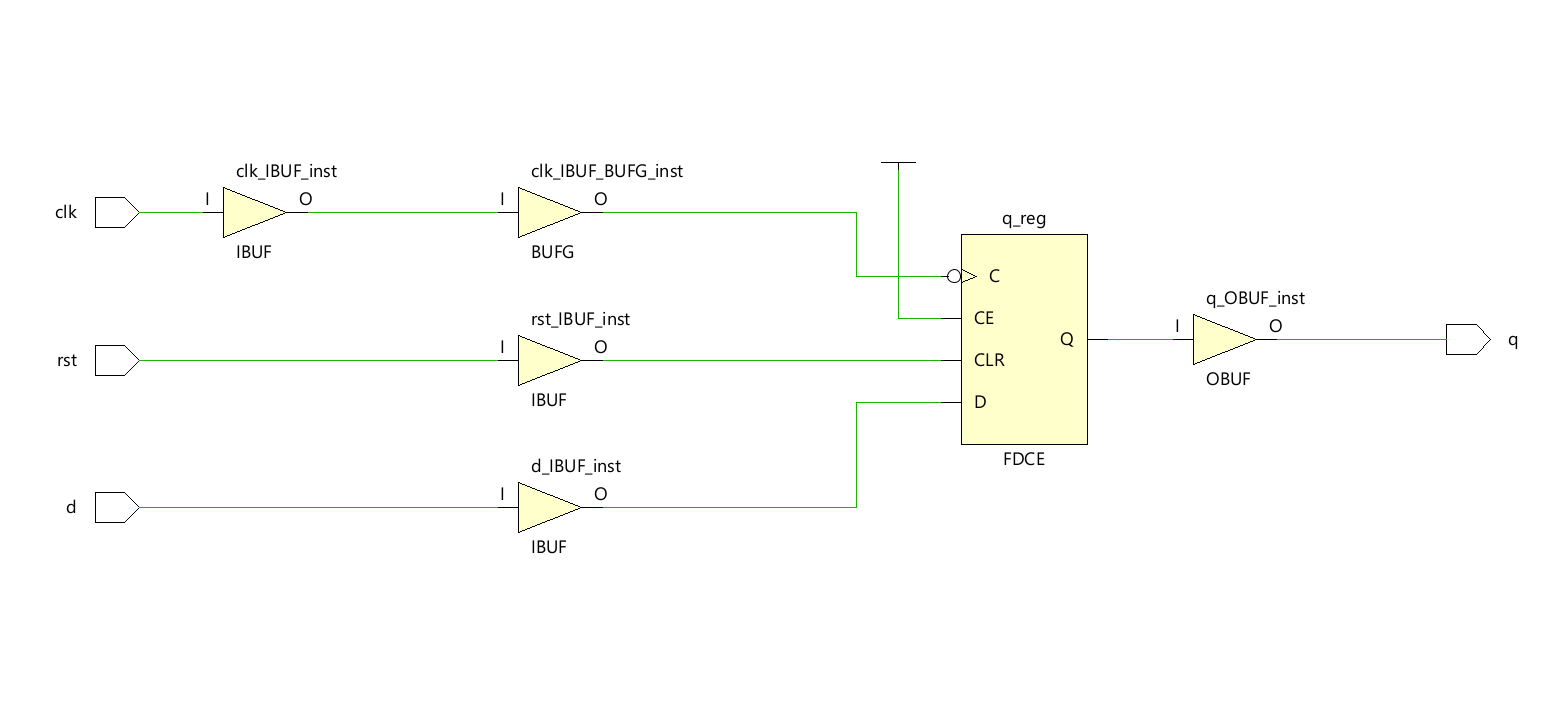 clk_IBUF_inst
clk_IBUF_BUFG_inst
I
O
I
O
clk
q_reg
IBUF
BUFG
C
q_OBUF_inst
rst_IBUF_inst
CE
I
O
I
O
Q
q
rst
CLR
OBUF
IBUF
D
FDCE
d_IBUF_inst
I
O
d
IBUF